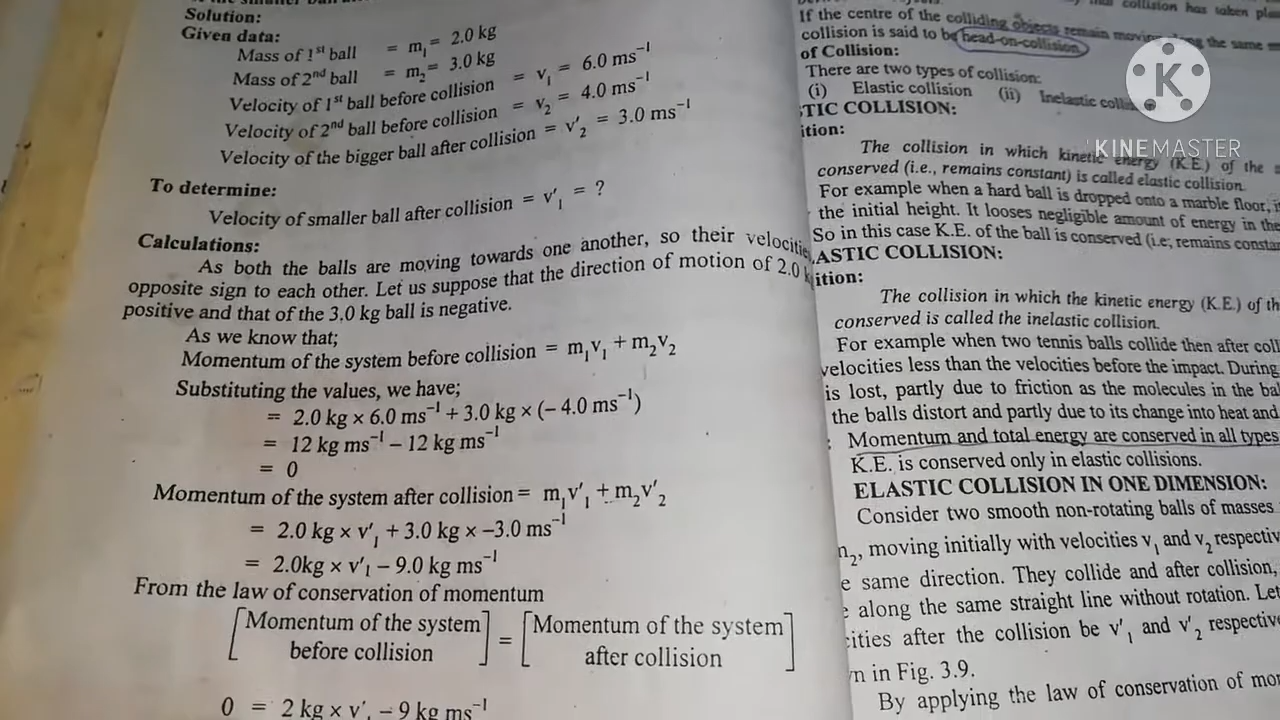 Solution:
Given data:
Mass of 1st ball = m₁ = 2.0 kg
Mass of 2nd ball = m₂ = 3.0 kg
Velocity of 1st ball before collision = v₁ = 6.0 ms⁻¹
Velocity of 2nd ball before collision = v₂ = 4.0 ms⁻¹
Velocity of the bigger ball after collision = v′₂ = 3.0 ms⁻¹
To determine:
Velocity of smaller ball after collision = v′₁ = ?
Calculations:
As both the balls are moving towards one another, so their
opposite sign to each other. Let us suppose that the direction of motion of 2.0
positive and that of the 3.0 kg ball is negative.
As we know that;
Momentum of the system before collision = m₁v₁ + m₂v₂
Substituting the values, we have;
= 2.0 kg × 6.0 ms⁻¹ + 3.0 kg × (– 4.0 ms⁻¹)
= 12 kg ms⁻¹ – 12 kg ms⁻¹
= 0
Momentum of the system after collision = m₁v′₁ + m₂v′₂
= 2.0 kg × v′₁ + 3.0 kg × –3.0 ms⁻¹
= 2.0kg × v′₁ – 9.0 kg ms⁻¹
From the law of conservation of momentum
[Momentum of the system] = [Momentum of the system]
before collision after collision
0 = 2 kg × v′₁ – 9 kg ms⁻¹
collision has taken
If the centre of the colliding objects remain moving along the same
collision is said to be head-on-collision.
of Collision:
There are two types of collision:
(i) Elastic collision (ii) Inelastic
TIC COLLISION:
ition:
The collision in which kinetic energy (K.E.) of the
conserved (i.e., remains constant) is called elastic collision.
For example when a hard ball is dropped onto a marble floor,
the initial height. It looses negligible amount of energy in the
So in this case K.E. of the ball is conserved (i.e; remains
ASTIC COLLISION:
ition:
The collision in which the kinetic energy (K.E.) of
conserved is called the inelastic collision.
For example when two tennis balls collide then after
velocities less than the velocities before the impact. During
is lost, partly due to friction as the molecules in the
the balls distort and partly due to its change into heat and
Momentum and total energy are conserved in all types
K.E. is conserved only in elastic collisions.
ELASTIC COLLISION IN ONE DIMENSION:
Consider two smooth non-rotating balls of masses
moving initially with velocities v₁ and v₂
same direction. They collide and after collision,
along the same straight line without rotation. Let
after the collision be v′₁ and v′₂
in Fig. 3.9.
By applying the law of conservation of
K
KINEMASTER